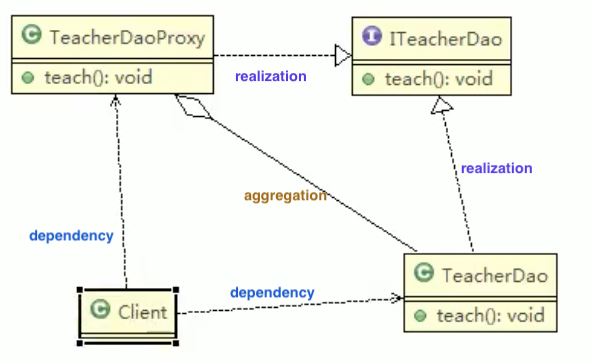 C TeacherDaoProxy
teach(): void
I ITeacherDao
teach(): void
realization
realization
aggregation
dependency
dependency
C TeacherDao
teach(): void
C Client